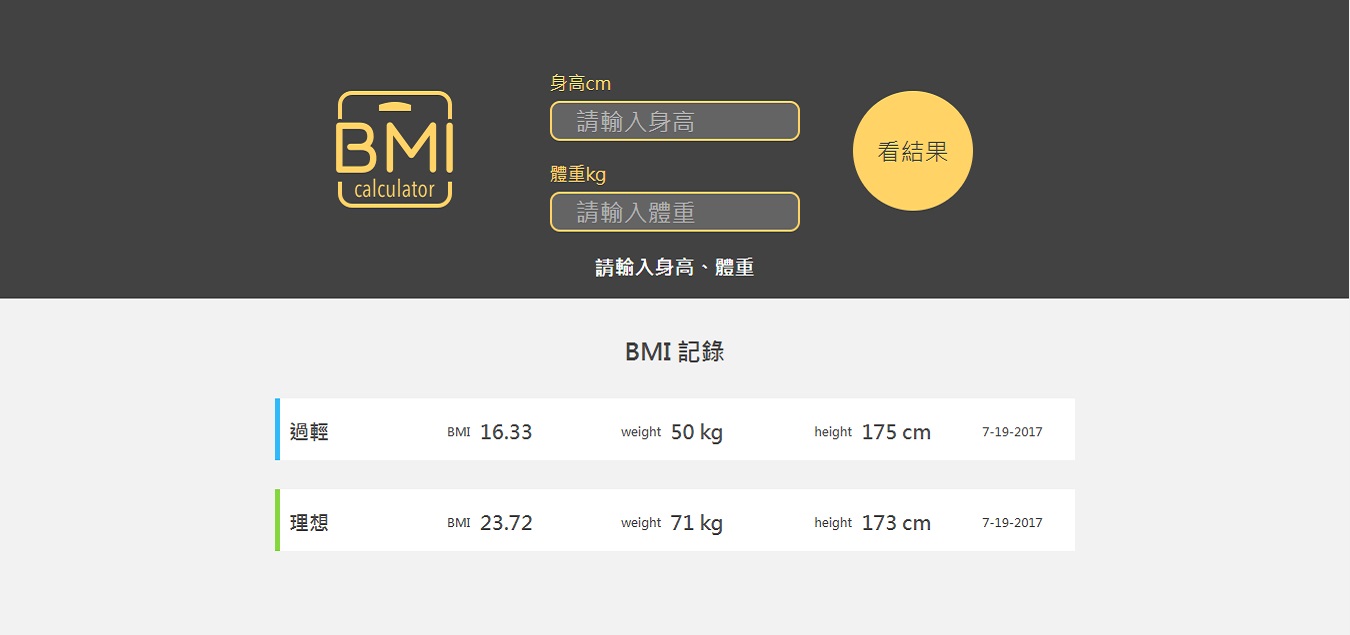 BMI
calculator
身高cm
請輸入身高
體重kg
請輸入體重
看結果
請輸入身高、體重
BMI 記錄
過輕 BMI 16.33 weight 50 kg height 175 cm 7-19-2017
理想 BMI 23.72 weight 71 kg height 173 cm 7-19-2017